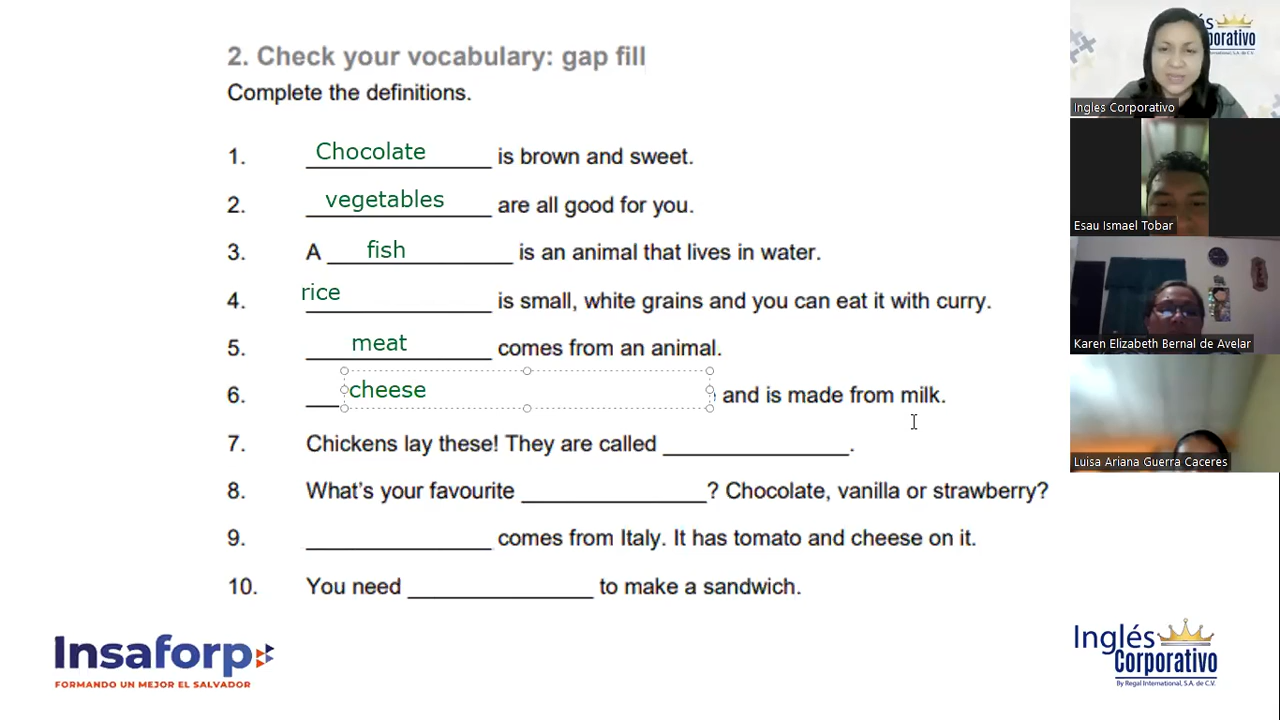 2. Check your vocabulary: gap fill
Complete the definitions.
1. Chocolate is brown and sweet.
2. vegetables are all good for you.
3. A fish is an animal that lives in water.
4. rice is small, white grains and you can eat it with curry.
5. meat comes from an animal.
6. cheese and is made from milk.
7. Chickens lay these! They are called ____________.
8. What's your favourite ____________? Chocolate, vanilla or strawberry?
9. ____________ comes from Italy. It has tomato and cheese on it.
10. You need ____________ to make a sandwich.
Insaforp
FORMANDO UN MEJOR EL SALVADOR
Inglés
Corporativo
By Regal International, S.A. de C.V.
Ingles Corporativo
Esau Ismael Tobar
Karen Elizabeth Bernal de Avelar
Luisa Ariana Guerra Caceres